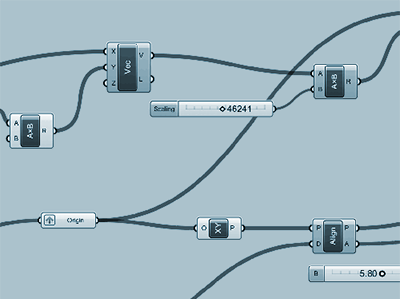 X
Y
Z
Vec
V
L
A
B
A×B
R
Scaling
◇46241
A
B
A×B
R
Origin
O
XY
P
P
D
Align
P
A
B
5.80